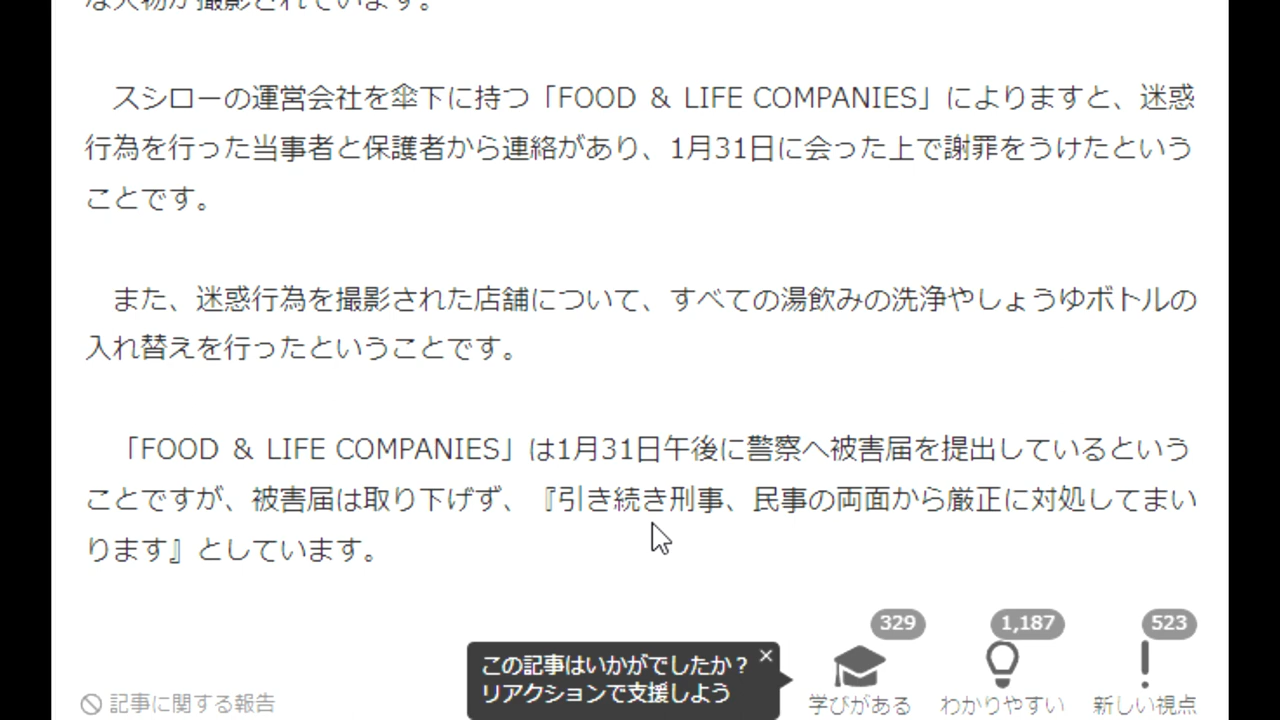 な人物が撮影されています。
スシローの運営会社を傘下に持つ「FOOD ＆ LIFE COMPANIES」によりますと、迷惑
行為を行った当事者と保護者から連絡があり、1月31日に会った上で謝罪をうけたという
ことです。
また、迷惑行為を撮影された店舗について、すべての湯飲みの洗浄やしょうゆボトルの
入れ替えを行ったということです。
「FOOD ＆ LIFE COMPANIES」は1月31日午後に警察へ被害届を提出しているという
ことですが、被害届は取り下げず、『引き続き刑事、民事の両面から厳正に対処してまい
ります』としています。
329
1,187
523
この記事はいかがでしたか？
リアクションで支援しよう
記事に関する報告
学びがある
わかりやすい
新しい視点